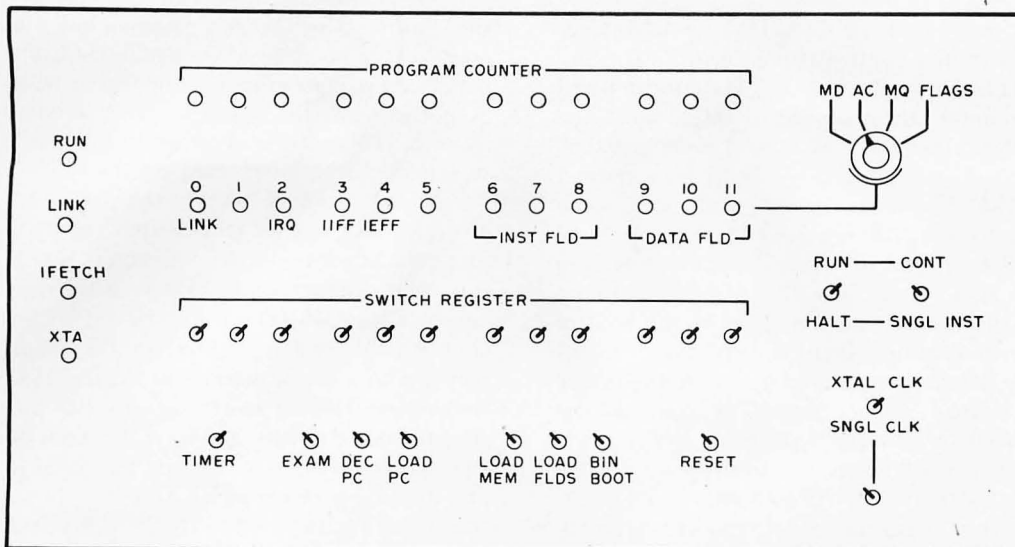 PROGRAM COUNTER
MD AC MQ FLAGS
RUN
0 1 2 3 4 5 6 7 8 9 10 11
LINK
LINK IRQ IIFF IEFF INST FLD DATA FLD
RUN CONT
IFETCH
SWITCH REGISTER
HALT SNGL INST
XTA
XTAL CLK
SNGL CLK
TIMER EXAM DEC LOAD LOAD LOAD BIN RESET
PC PC MEM FLDS BOOT